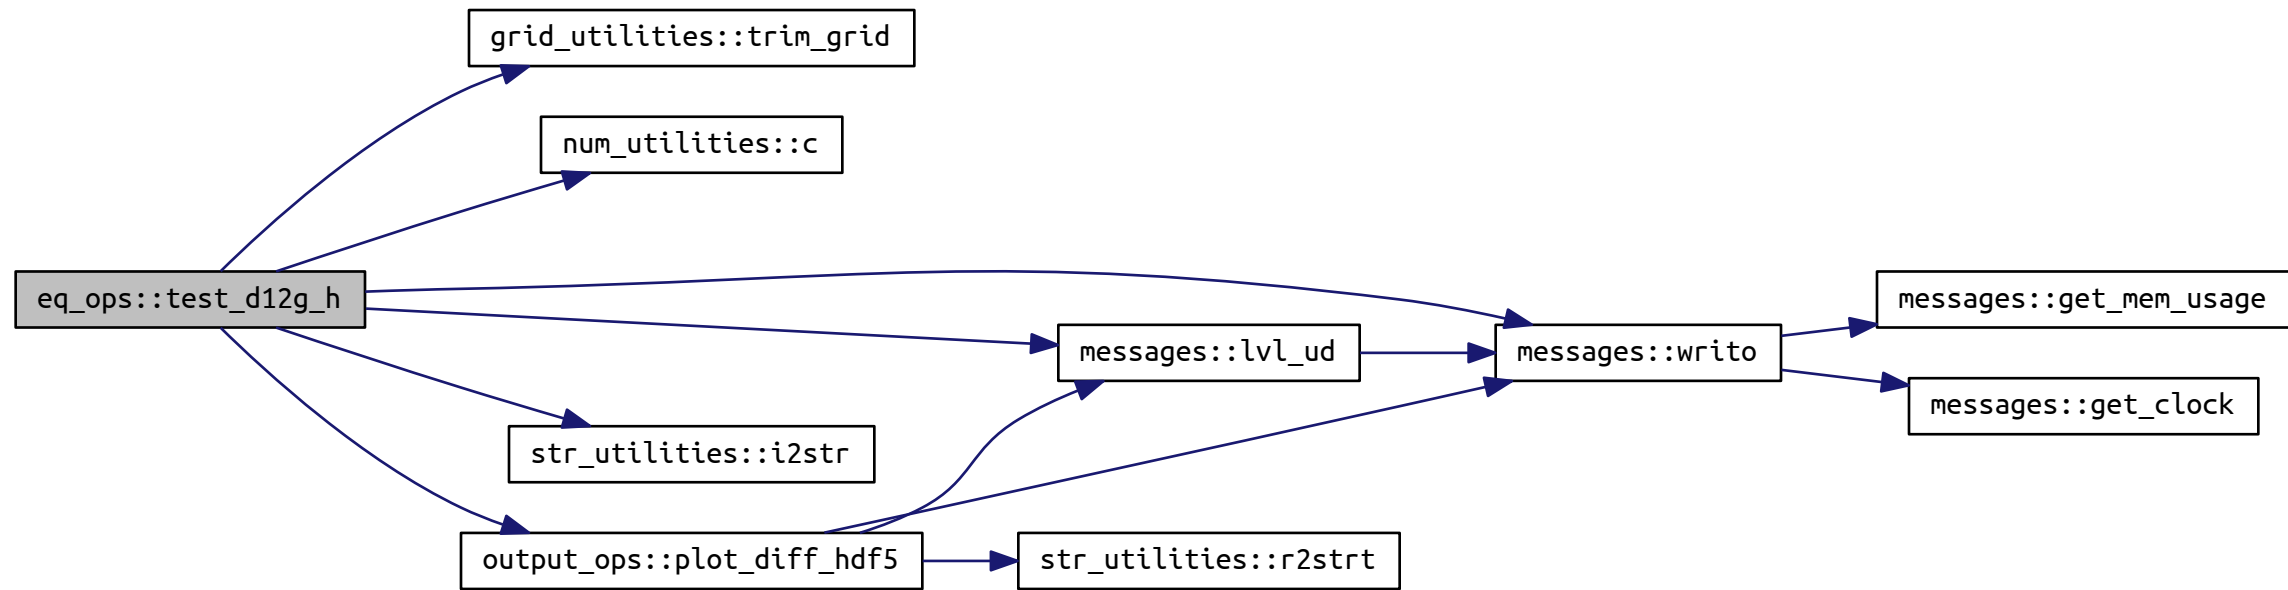 grid_utilities::trim_grid
num_utilities::c
eq_ops::test_d12g_h
messages::get_mem_usage
messages::lvl_ud
messages::writo
messages::get_clock
str_utilities::i2str
output_ops::plot_diff_hdf5
str_utilities::r2strt